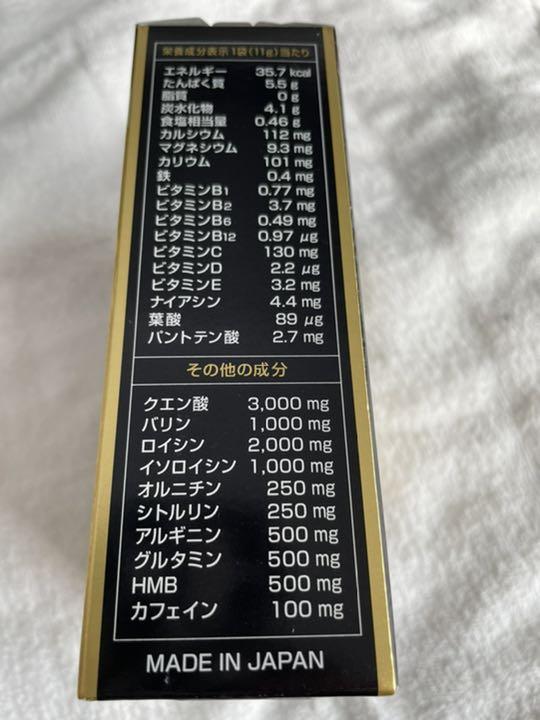 栄養成分表示 1袋(11g)当たり
エネルギー 35.7 kcal
たんぱく質 5.5 g
脂質 0 g
炭水化物 4.1 g
食塩相当量 0.46 g
カルシウム 112 mg
マグネシウム 9.3 mg
カリウム 101 mg
鉄 0.4 mg
ビタミンB1 0.77 mg
ビタミンB2 3.7 mg
ビタミンB6 0.49 mg
ビタミンB12 0.97 μg
ビタミンC 130 mg
ビタミンD 2.2 μg
ビタミンE 3.2 mg
ナイアシン 4.4 mg
葉酸 89 μg
パントテン酸 2.7 mg
その他の成分
クエン酸 3,000 mg
バリン 1,000 mg
ロイシン 2,000 mg
イソロイシン 1,000 mg
オルニチン 250 mg
シトルリン 250 mg
アルギニン 500 mg
グルタミン 500 mg
HMB 500 mg
カフェイン 100 mg
MADE IN JAPAN